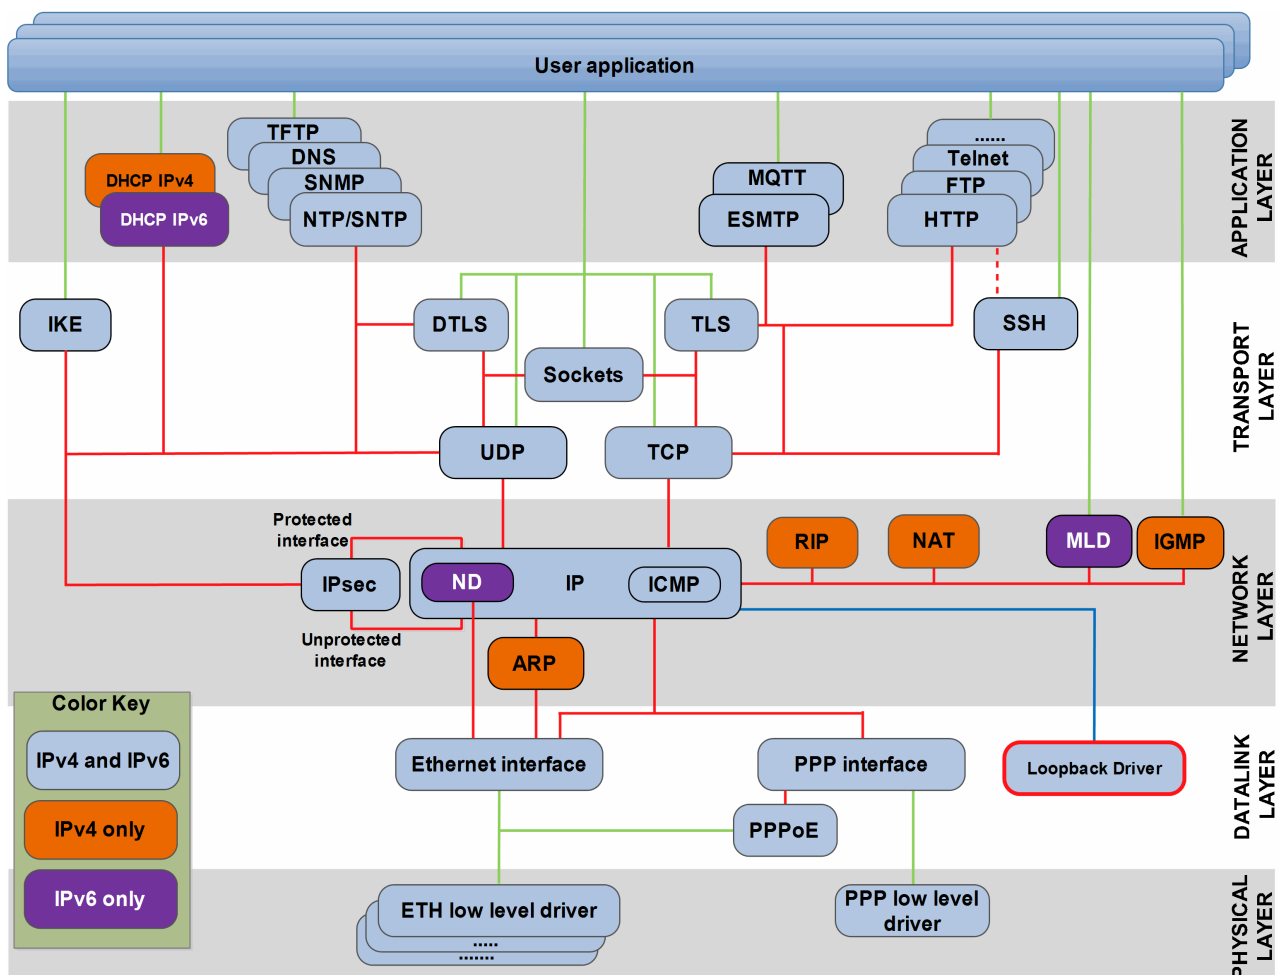 User application
TFTP
DNS
SNMP
NTP/SNTP
DHCP IPv4
DHCP IPv6
MQTT
ESMTP
......
Telnet
FTP
HTTP
APPLICATION
LAYER
IKE
DTLS
TLS
SSH
Sockets
UDP
TCP
TRANSPORT
LAYER
Protected
interface
IPsec
Unprotected
interface
ND
IP
ICMP
ARP
RIP
NAT
MLD
IGMP
NETWORK
LAYER
Color Key
IPv4 and IPv6
IPv4 only
IPv6 only
Ethernet interface
PPP interface
Loopback Driver
PPPoE
DATALINK
LAYER
ETH low level driver
.....
.......
PPP low level
driver
PHYSICAL
LAYER